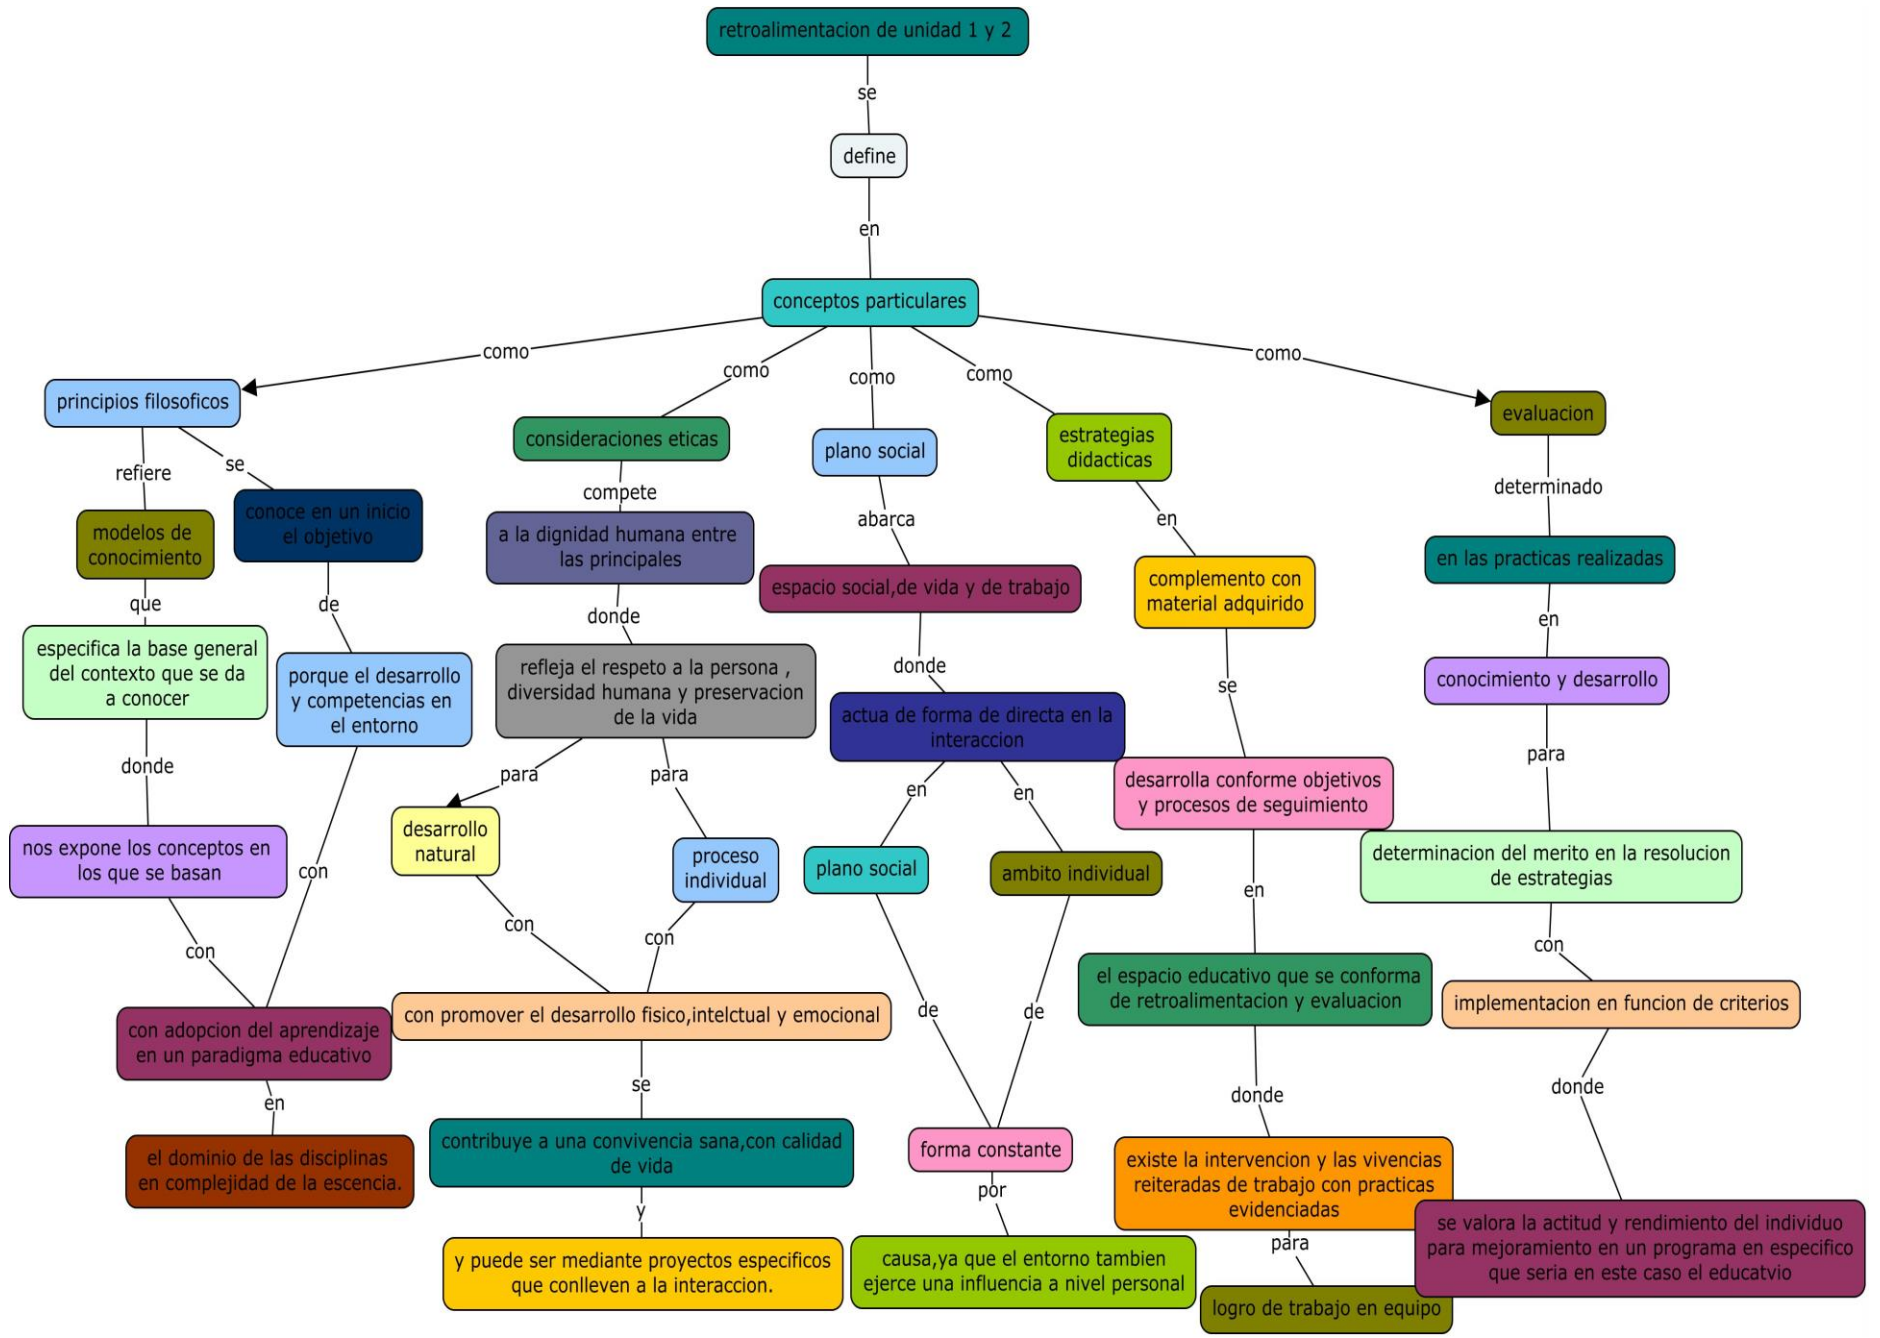 retroalimentacion de unidad 1 y 2
se
define
en
conceptos particulares
como
como
como
como
como
principios filosoficos
refiere
se
modelos de
conocimiento
que
especifica la base general
del contexto que se da
a conocer
donde
nos expone los conceptos en
los que se basan
con
conoce en un inicio
el objetivo
de
porque el desarrollo
y competencias en
el entorno
con
con adopcion del aprendizaje
en un paradigma educativo
en
el dominio de las disciplinas
en complejidad de la escencia.
consideraciones eticas
compete
a la dignidad humana entre
las principales
donde
refleja el respeto a la persona ,
diversidad humana y preservacion
de la vida
para
para
desarrollo
natural
proceso
individual
con
con
con promover el desarrollo fisico,intelctual y emocional
se
contribuye a una convivencia sana,con calidad
de vida
y
y puede ser mediante proyectos especificos
que conlleven a la interaccion.
plano social
abarca
espacio social,de vida y de trabajo
donde
actua de forma de directa en la
interaccion
en
en
plano social
ambito individual
de
de
forma constante
por
causa,ya que el entorno tambien
ejerce una influencia a nivel personal
estrategias
didacticas
en
complemento con
material adquirido
se
desarrolla conforme objetivos
y procesos de seguimiento
en
el espacio educativo que se conforma
de retroalimentacion y evaluacion
donde
existe la intervencion y las vivencias
reiteradas de trabajo con practicas
evidenciadas
para
logro de trabajo en equipo
evaluacion
determinado
en las practicas realizadas
en
conocimiento y desarrollo
para
determinacion del merito en la resolucion
de estrategias
con
implementacion en funcion de criterios
donde
se valora la actitud y rendimiento del individuo
para mejoramiento en un programa en especifico
que seria en este caso el educatvio